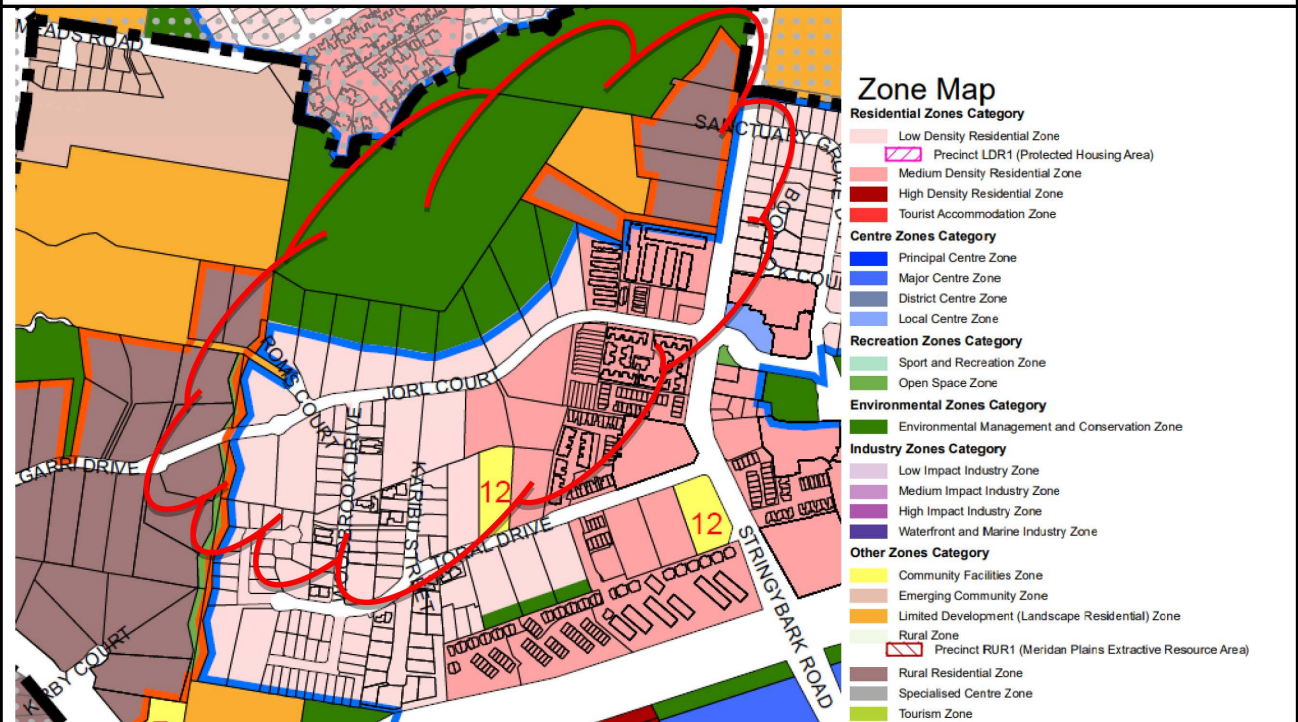 MEADS ROAD
SANCTUARY GROVE
COURT
ROMS COURT
JORL COURT
GARRI DRIVE
KARIBU STREET
12
12
TORAL DRIVE
STRINGYBARK ROAD
KIRBY COURT
Zone Map
Residential Zones Category
Low Density Residential Zone
Precinct LDR1 (Protected Housing Area)
Medium Density Residential Zone
High Density Residential Zone
Tourist Accommodation Zone
Centre Zones Category
Principal Centre Zone
Major Centre Zone
District Centre Zone
Local Centre Zone
Recreation Zones Category
Sport and Recreation Zone
Open Space Zone
Environmental Zones Category
Environmental Management and Conservation Zone
Industry Zones Category
Low Impact Industry Zone
Medium Impact Industry Zone
High Impact Industry Zone
Waterfront and Marine Industry Zone
Other Zones Category
Community Facilities Zone
Emerging Community Zone
Limited Development (Landscape Residential) Zone
Rural Zone
Precinct RUR1 (Meridan Plains Extractive Resource Area)
Rural Residential Zone
Specialised Centre Zone
Tourism Zone